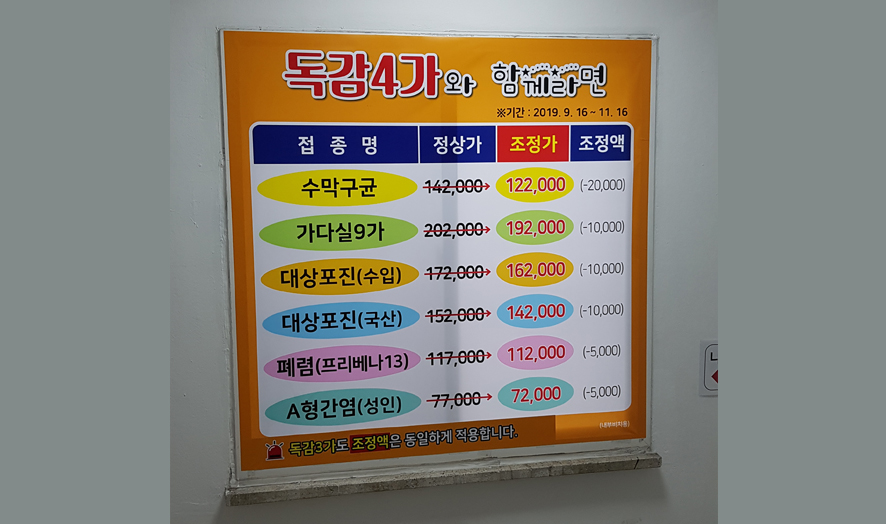 독감4가와 함께라면
※기간 : 2019. 9. 16 ~ 11. 16
접 종 명 정상가 조정가 조정액
수막구균 142,000 122,000 (-20,000)
가다실9가 202,000 192,000 (-10,000)
대상포진(수입) 172,000 162,000 (-10,000)
대상포진(국산) 152,000 142,000 (-10,000)
폐렴(프리베나13) 117,000 112,000 (-5,000)
A형간염(성인) 77,000 72,000 (-5,000)
(내부비치용)
독감3가도 조정액은 동일하게 적용합니다.